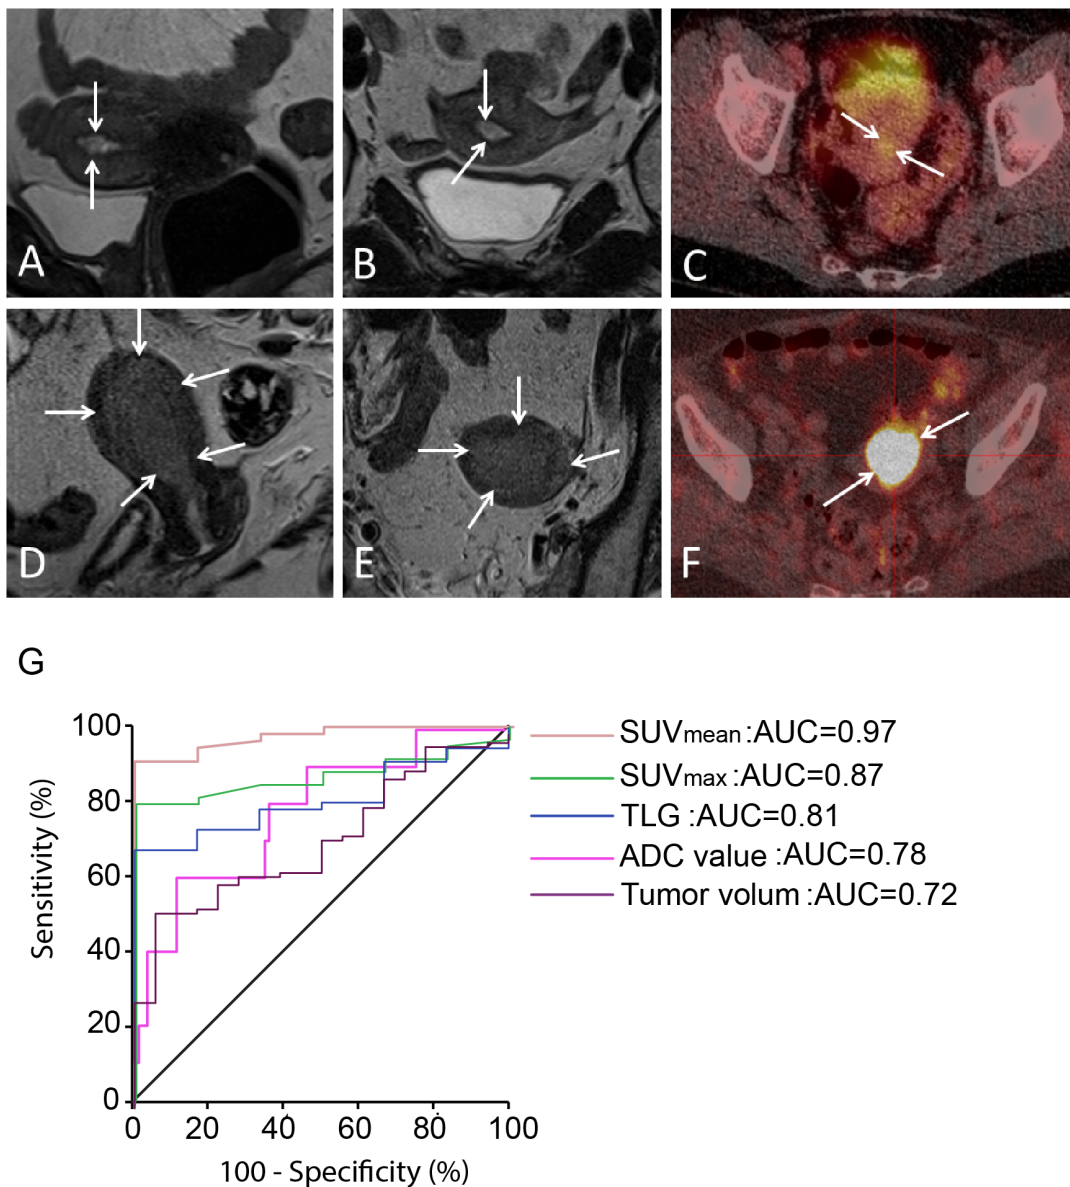 A
B
C
D
E
F
G
100
80
60
40
20
0
Sensitivity (%)
0
20
40
60
80
100
100 - Specificity (%)
SUVmean:AUC=0.97
SUVmax:AUC=0.87
TLG :AUC=0.81
ADC value :AUC=0.78
Tumor volum :AUC=0.72